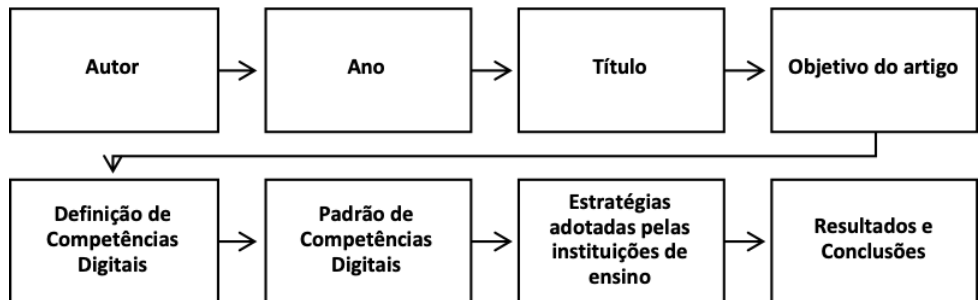 Autor
Ano
Título
Objetivo do artigo
Definição de
Competências
Digitais
Padrão de
Competências
Digitais
Estratégias
adotadas pelas
instituições de
ensino
Resultados e
Conclusões